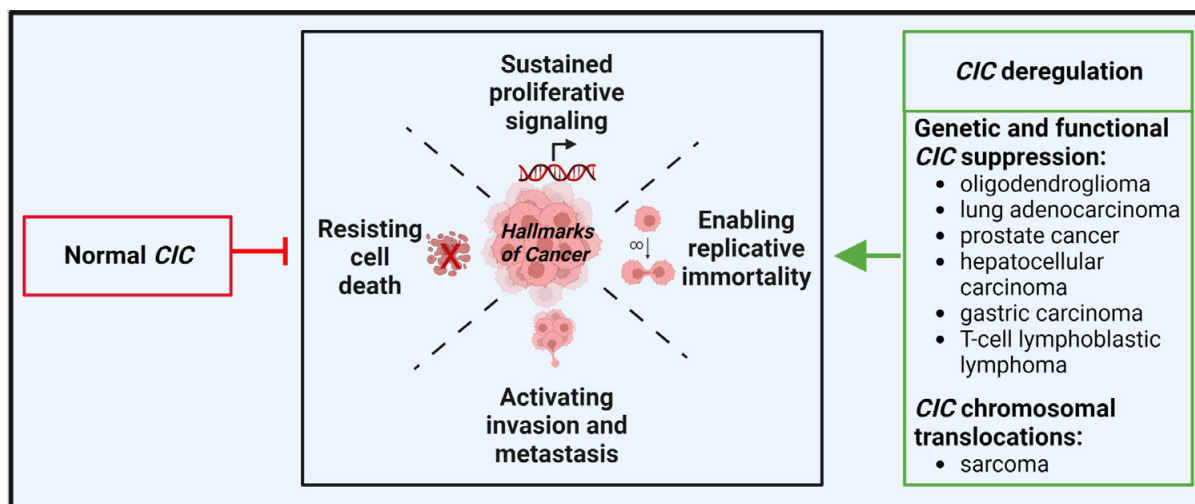 Normal CIC
Sustained
proliferative
signaling
Resisting
cell
death
X
Hallmarks
of Cancer
∞
Enabling
replicative
immortality
Activating
invasion and
metastasis
CIC deregulation
Genetic and functional
CIC suppression:
• oligodendroglioma
• lung adenocarcinoma
• prostate cancer
• hepatocellular
carcinoma
• gastric carcinoma
• T-cell lymphoblastic
lymphoma
CIC chromosomal
translocations:
• sarcoma